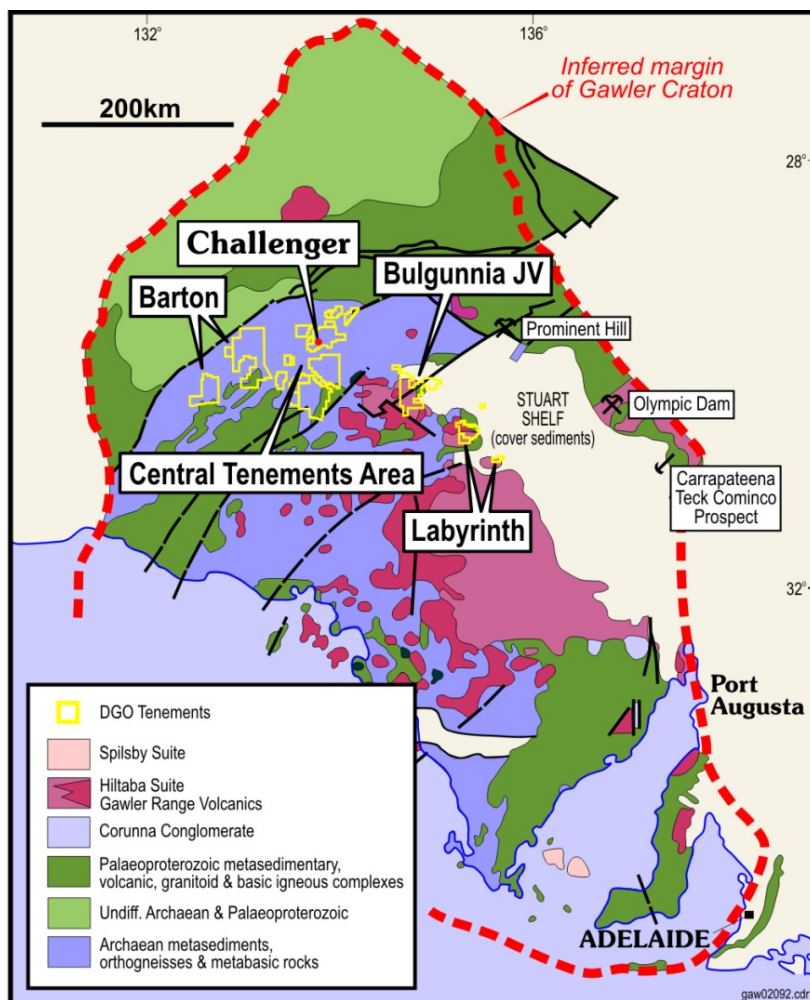 132
136
200km
Inferred margin
of Gawler Craton
28°
Challenger
Bulgunnia JV
Barton
Prominent Hill
STUART
SHELF
(cover sediments)
Olympic Dam
Central Tenements Area
Carrapateena
Teck Cominco
Prospect
Labyrinth
32°
Port
Augusta
DGO Tenements
Spilsby Suite
Hiltaba Suite
Gawler Range Volcanics
Corunna Conglomerate
Palaeoproterozoic metasedimentary,
volcanic, granitoid & basic igneous complexes
Undiff. Archaean & Palaeoproterozoic
Archaean metasediments,
orthogneisses & metabasic rocks
ADELAIDE
gaw02092.cdr